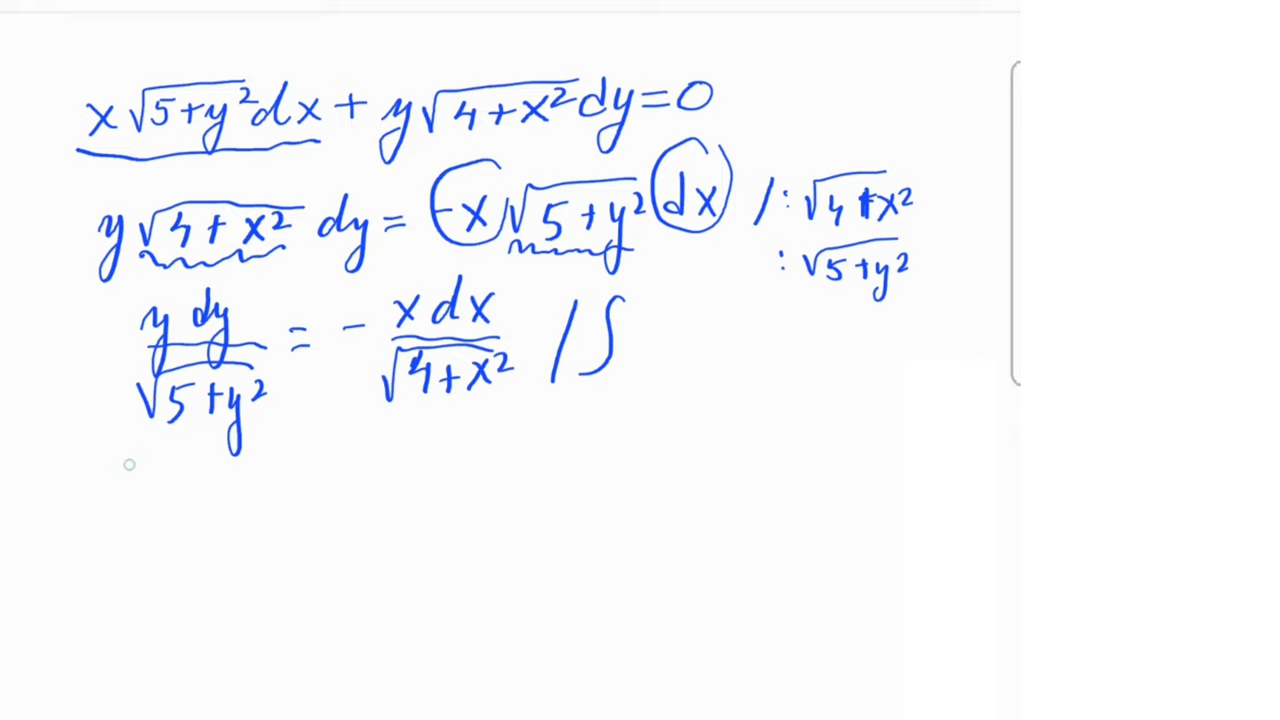 x√(5+y²)dx + y√(4+x²)dy = 0
y√(4+x²) dy = -x√(5+y²) dx /:√(4+x²)
:√(5+y²)
y dy/√(5+y²) = - x dx/√(4+x²) /∫